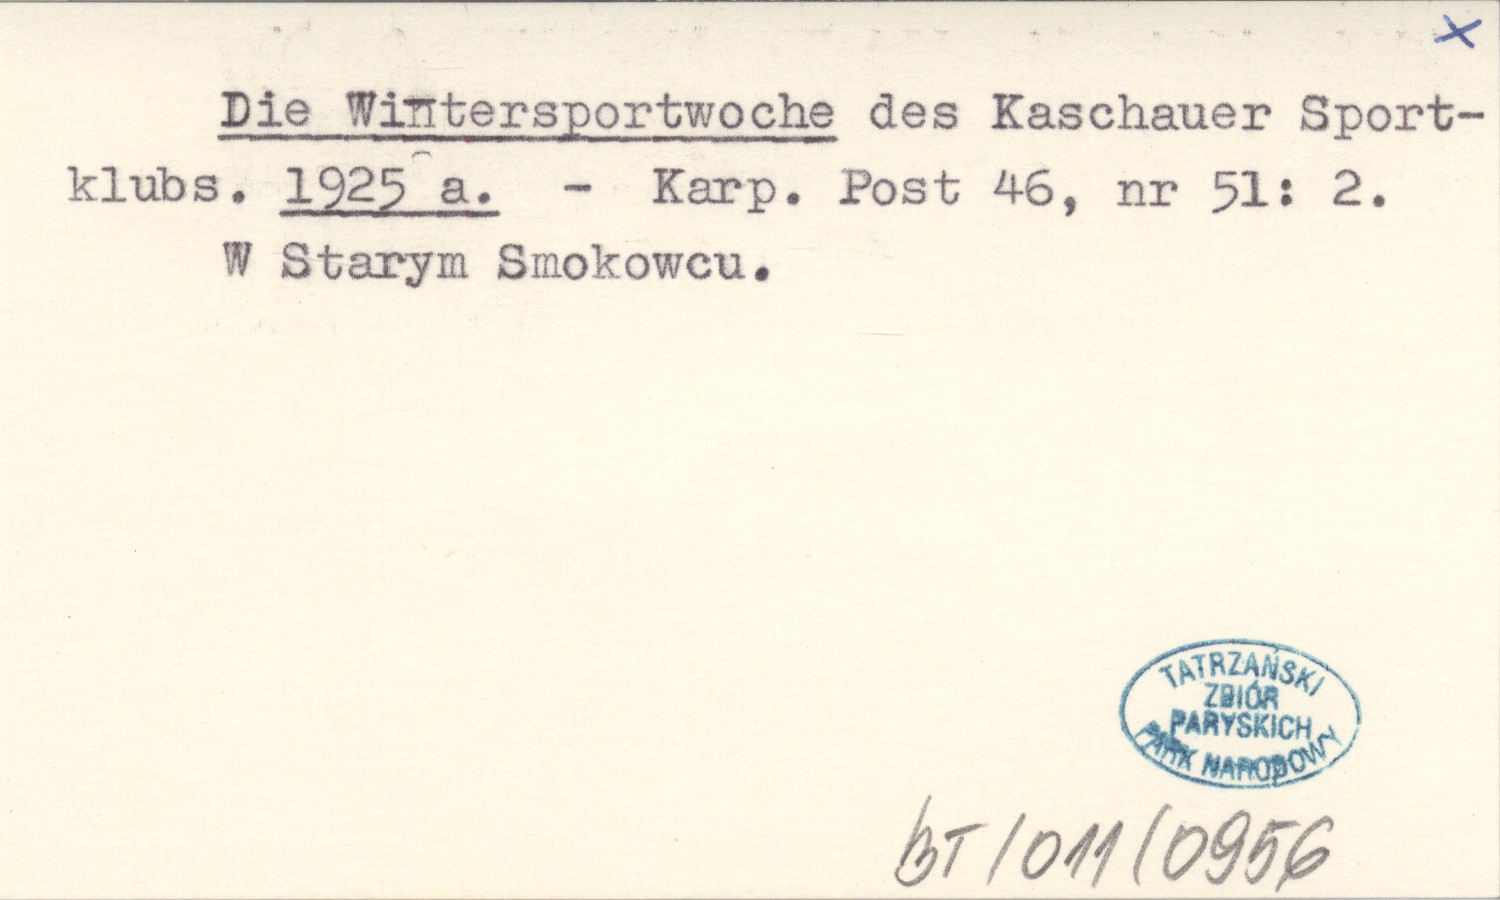 x
Die Wintersportwoche des Kaschauer Sport-
klubs. 1925 a. - Karp. Post 46, nr 51: 2.
W Starym Smokowcu.
TATRZAŃSKI
ZBIÓR
PARYSKICH
PARK NARODOWY
BT/011/0956